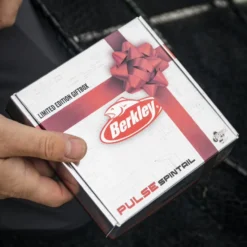 LIMITED EDITION GIFTBOX
Berkley
PULSE SPINTAIL